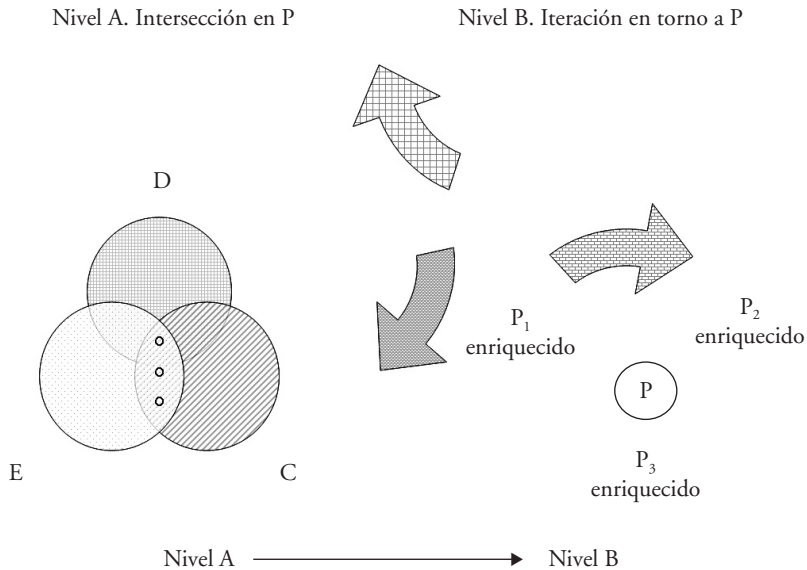 Nivel A. Intersección en P
Nivel B. Iteración en torno a P
D
P₁
enriquecido
P₂
enriquecido
P
E
C
P₃
enriquecido
Nivel A
Nivel B